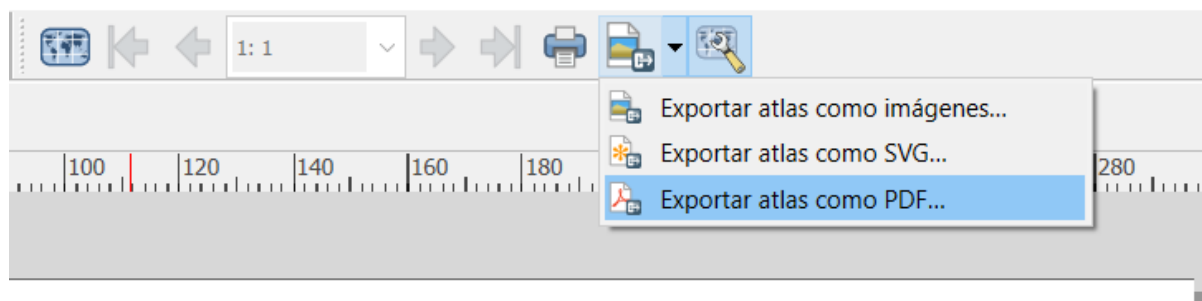 1: 1
Exportar atlas como imágenes...
Exportar atlas como SVG...
Exportar atlas como PDF...
100 120 140 160 180 280